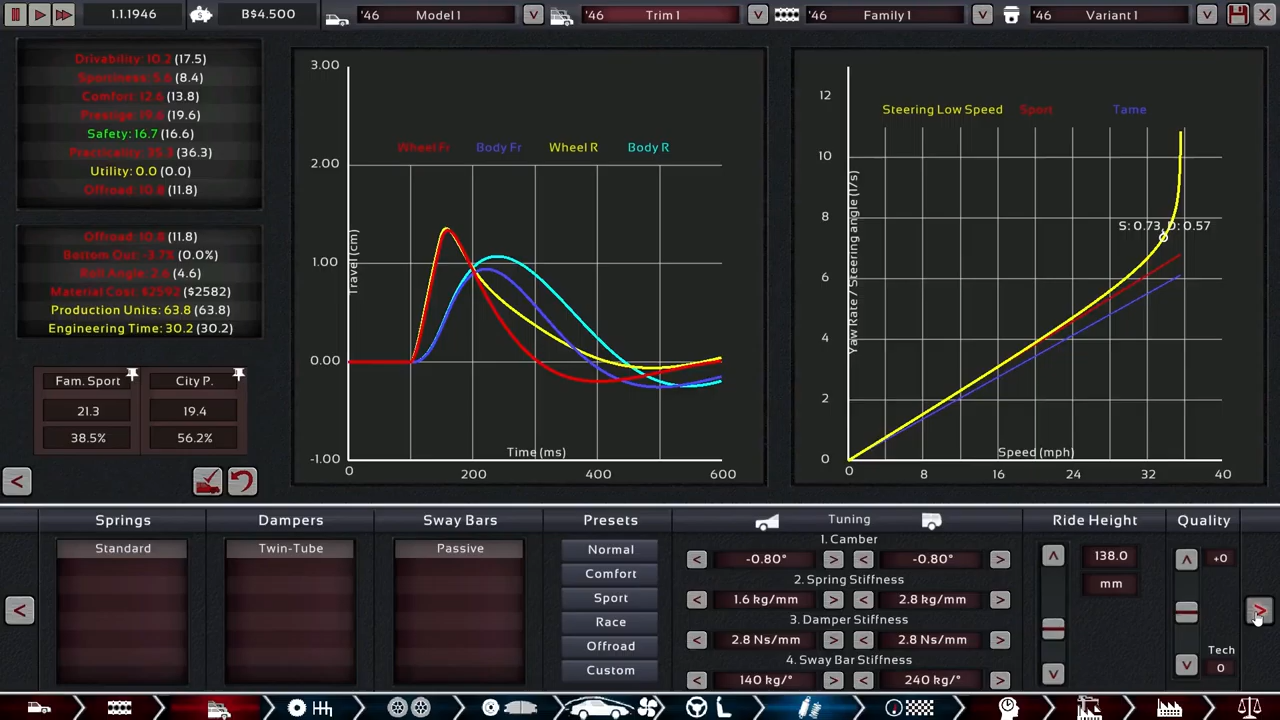 1.1.1946
B$4.500
'46 Model 1
'46 Trim 1
'46 Family 1
'46 Variant 1
Drivability: 10.2 (17.5)
Sportiness: 5.6 (8.4)
Comfort: 12.6 (13.8)
Prestige: 19.6 (19.6)
Safety: 16.7 (16.6)
Practicality: 25.3 (36.3)
Utility: 0.0 (0.0)
Offroad: 10.8 (11.8)
Offroad: 10.8 (11.8)
Bottom Out: -3.7% (0.0%)
Roll Angle: 2.6 (4.6)
Material Cost: $2592 ($2582)
Production Units: 63.8 (63.8)
Engineering Time: 30.2 (30.2)
Fam. Sport
City P.
21.3
19.4
38.5%
56.2%
3.00
2.00
1.00
0.00
-1.00
Travel (cm)
Wheel Fr
Body Fr
Wheel R
Body R
Time (ms)
0
200
400
600
12
10
8
6
4
2
0
Yaw Rate / Steering angle (1/s)
Steering Low Speed
Sport
Tame
S: 0.73, D: 0.57
Speed (mph)
0
8
16
24
32
40
Springs
Standard
Dampers
Twin-Tube
Sway Bars
Passive
Presets
Normal
Comfort
Sport
Race
Offroad
Custom
Tuning
1. Camber
-0.80°
-0.80°
2. Spring Stiffness
1.6 kg/mm
2.8 kg/mm
3. Damper Stiffness
2.8 Ns/mm
2.8 Ns/mm
4. Sway Bar Stiffness
140 kg/°
240 kg/°
Ride Height
138.0
mm
Quality
+0
Tech
0